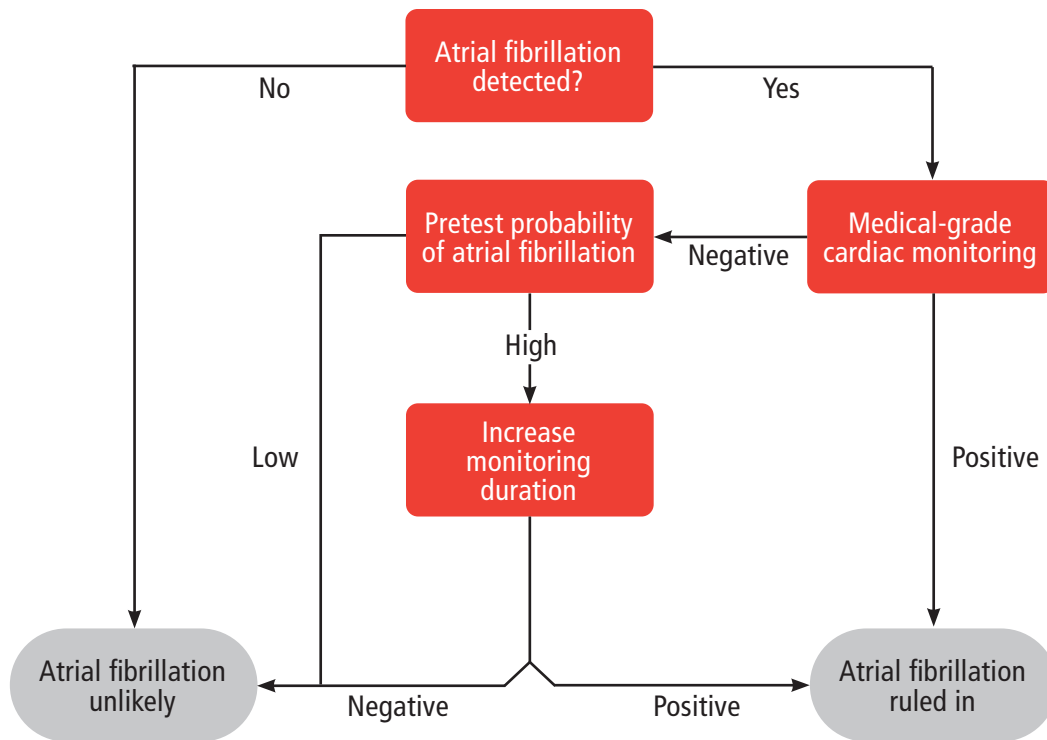 Atrial fibrillation
detected?
No
Yes
Pretest probability
of atrial fibrillation
Negative
Medical-grade
cardiac monitoring
High
Increase
monitoring
duration
Low
Positive
Atrial fibrillation
unlikely
Negative
Positive
Atrial fibrillation
ruled in